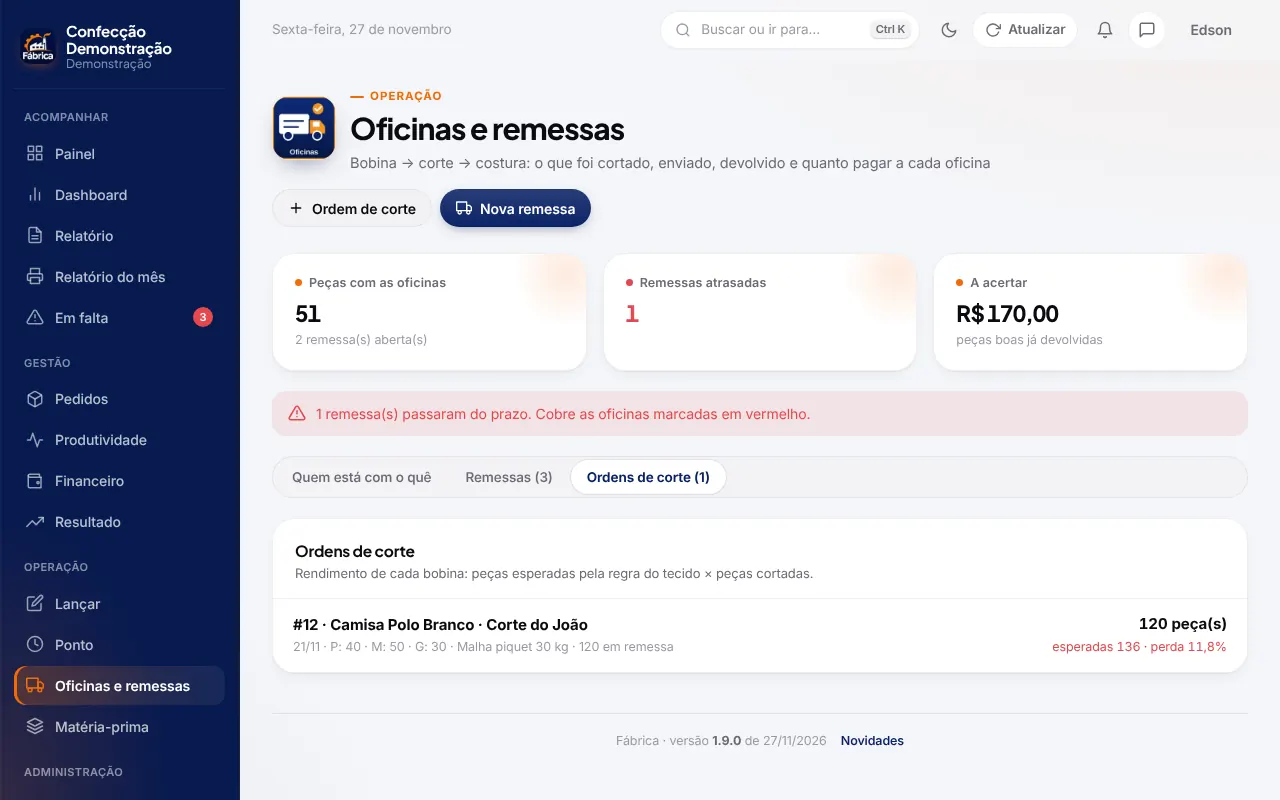 Fábrica
Confecção
Demonstração
Demonstração
ACOMPANHAR
Painel
Dashboard
Relatório
Relatório do mês
Em falta
3
GESTÃO
Pedidos
Produtividade
Financeiro
Resultado
OPERAÇÃO
Lançar
Ponto
Oficinas e remessas
Matéria-prima
ADMINISTRAÇÃO
Sexta-feira, 27 de novembro
Buscar ou ir para...
Ctrl K
Atualizar
Edson
Oficinas
OPERAÇÃO
Oficinas e remessas
Bobina → corte → costura: o que foi cortado, enviado, devolvido e quanto pagar a cada oficina
Ordem de corte
Nova remessa
Peças com as oficinas
51
2 remessa(s) aberta(s)
Remessas atrasadas
1
A acertar
R$ 170,00
peças boas já devolvidas
1 remessa(s) passaram do prazo. Cobre as oficinas marcadas em vermelho.
Quem está com o quê
Remessas (3)
Ordens de corte (1)
Ordens de corte
Rendimento de cada bobina: peças esperadas pela regra do tecido × peças cortadas.
#12 · Camisa Polo Branco · Corte do João
120 peça(s)
21/11 · P: 40 · M: 50 · G: 30 · Malha piquet 30 kg · 120 em remessa
esperadas 136 · perda 11,8%
Fábrica · versão 1.9.0 de 27/11/2026
Novidades